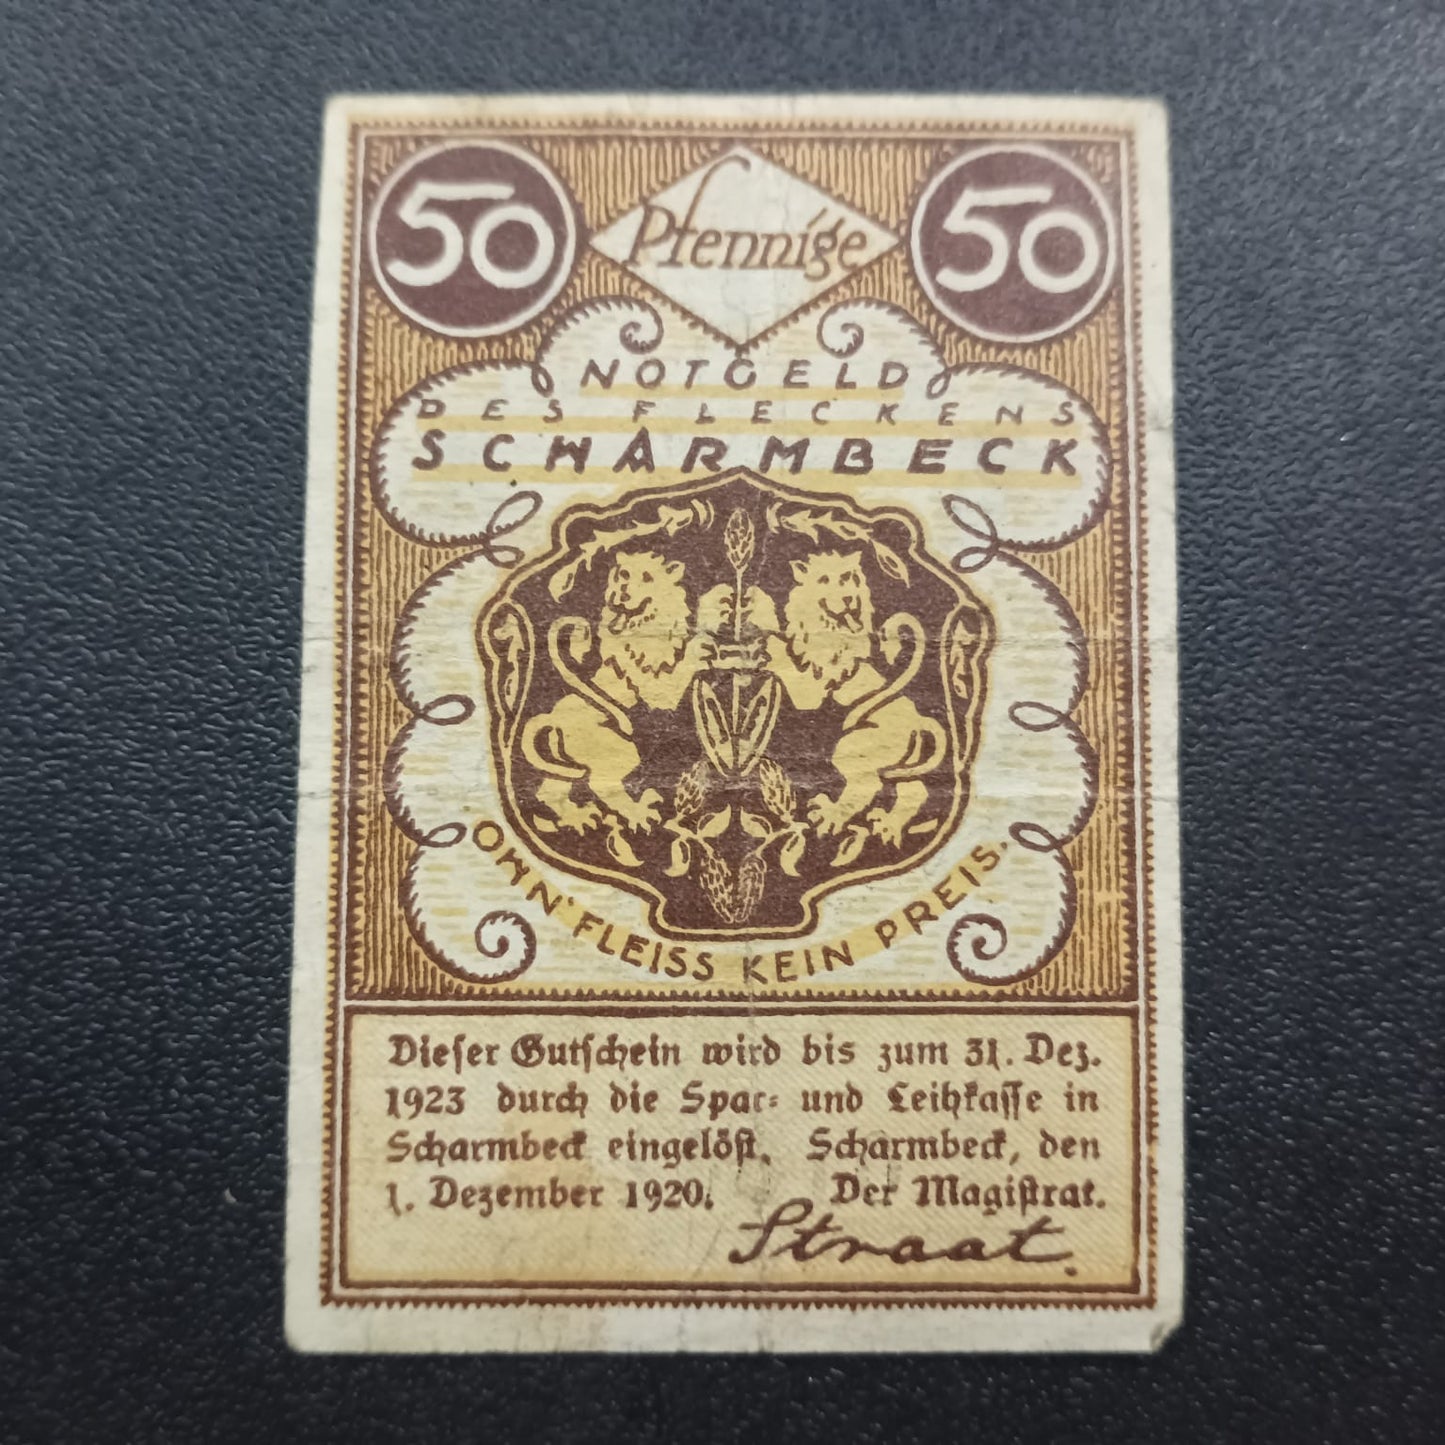 50 Pfennige 50
NOTGELD
DES FLECKENS
SCHARMBECK
OHN' FLEISS KEIN PREIS.
Dieser Gutschein wird bis zum 31. Dez.
1923 durch die Spar= und Leihkasse in
Scharmbeck eingelöst. Scharmbeck, den
1. Dezember 1920. Der Magistrat.
Straat.